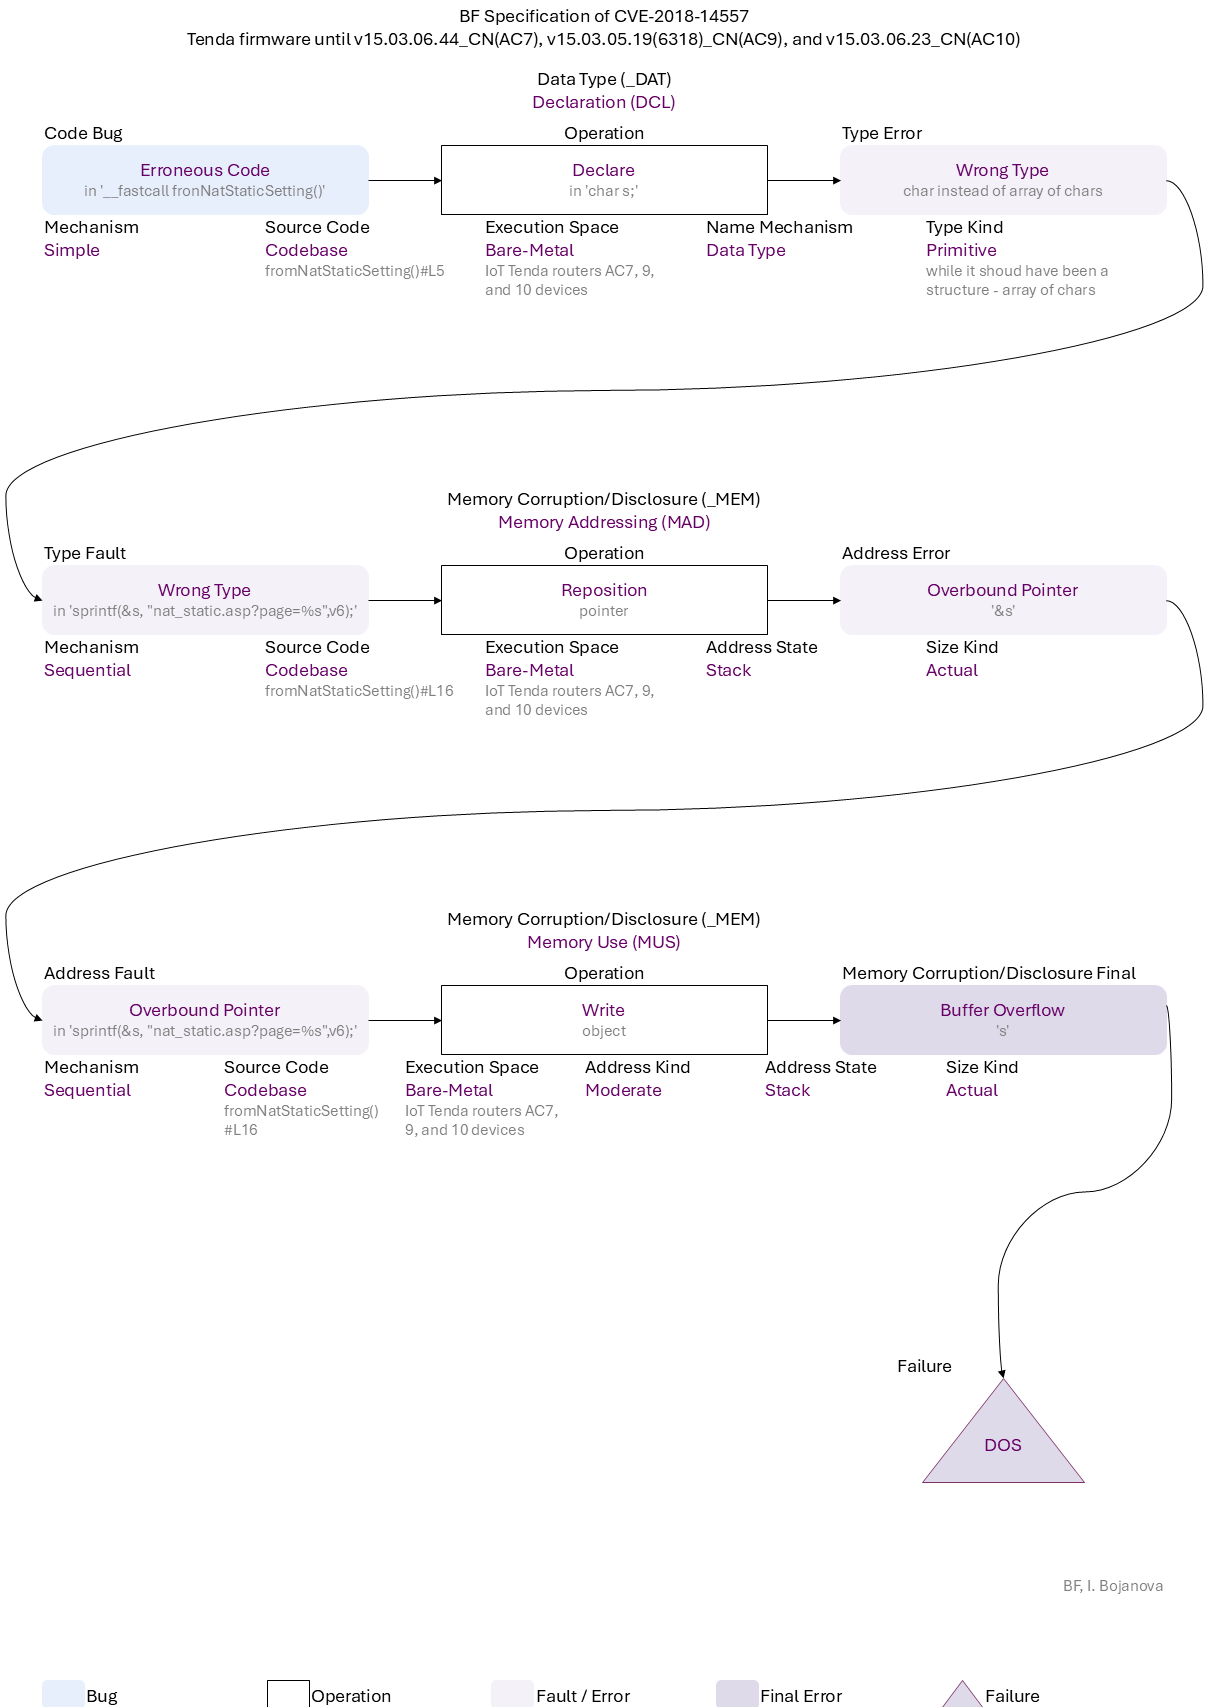 BF Specification of CVE-2018-14557
Tenda firmware until v15.03.06.44_CN(AC7), v15.03.05.19(6318)_CN(AC9), and v15.03.06.23_CN(AC10)
Data Type (_DAT)
Declaration (DCL)
Code Bug
Operation
Type Error
Erroneous Code
in '__fastcall fronNatStaticSetting()'
Declare
in 'char s;'
Wrong Type
char instead of array of chars
Mechanism
Simple
Source Code
Codebase
fromNatStaticSetting()#L5
Execution Space
Bare-Metal
IoT Tenda routers AC7, 9,
and 10 devices
Name Mechanism
Data Type
Type Kind
Primitive
while it shoud have been a
structure - array of chars
Memory Corruption/Disclosure (_MEM)
Memory Addressing (MAD)
Type Fault
Operation
Address Error
Wrong Type
in 'sprintf(&s, "nat_static.asp?page=%s",v6);'
Reposition
pointer
Overbound Pointer
'&s'
Mechanism
Sequential
Source Code
Codebase
fromNatStaticSetting()#L16
Execution Space
Bare-Metal
IoT Tenda routers AC7, 9,
and 10 devices
Address State
Stack
Size Kind
Actual
Memory Corruption/Disclosure (_MEM)
Memory Use (MUS)
Address Fault
Operation
Memory Corruption/Disclosure Final
Overbound Pointer
in 'sprintf(&s, "nat_static.asp?page=%s",v6);'
Write
object
Buffer Overflow
's'
Mechanism
Sequential
Source Code
Codebase
fromNatStaticSetting()
#L16
Execution Space
Bare-Metal
IoT Tenda routers AC7,
9, and 10 devices
Address Kind
Moderate
Address State
Stack
Size Kind
Actual
Failure
DOS
BF, I. Bojanova
Bug
Operation
Fault / Error
Final Error
Failure